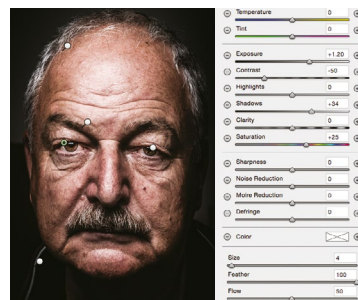 Temperature 0
Tint 0
Exposure +1.20
Contrast -50
Highlights 0
Shadows +34
Clarity 0
Saturation +25
Sharpness 0
Noise Reduction 0
Moire Reduction 0
Defringe 0
Color
Size 4
Feather 100
Flow 50